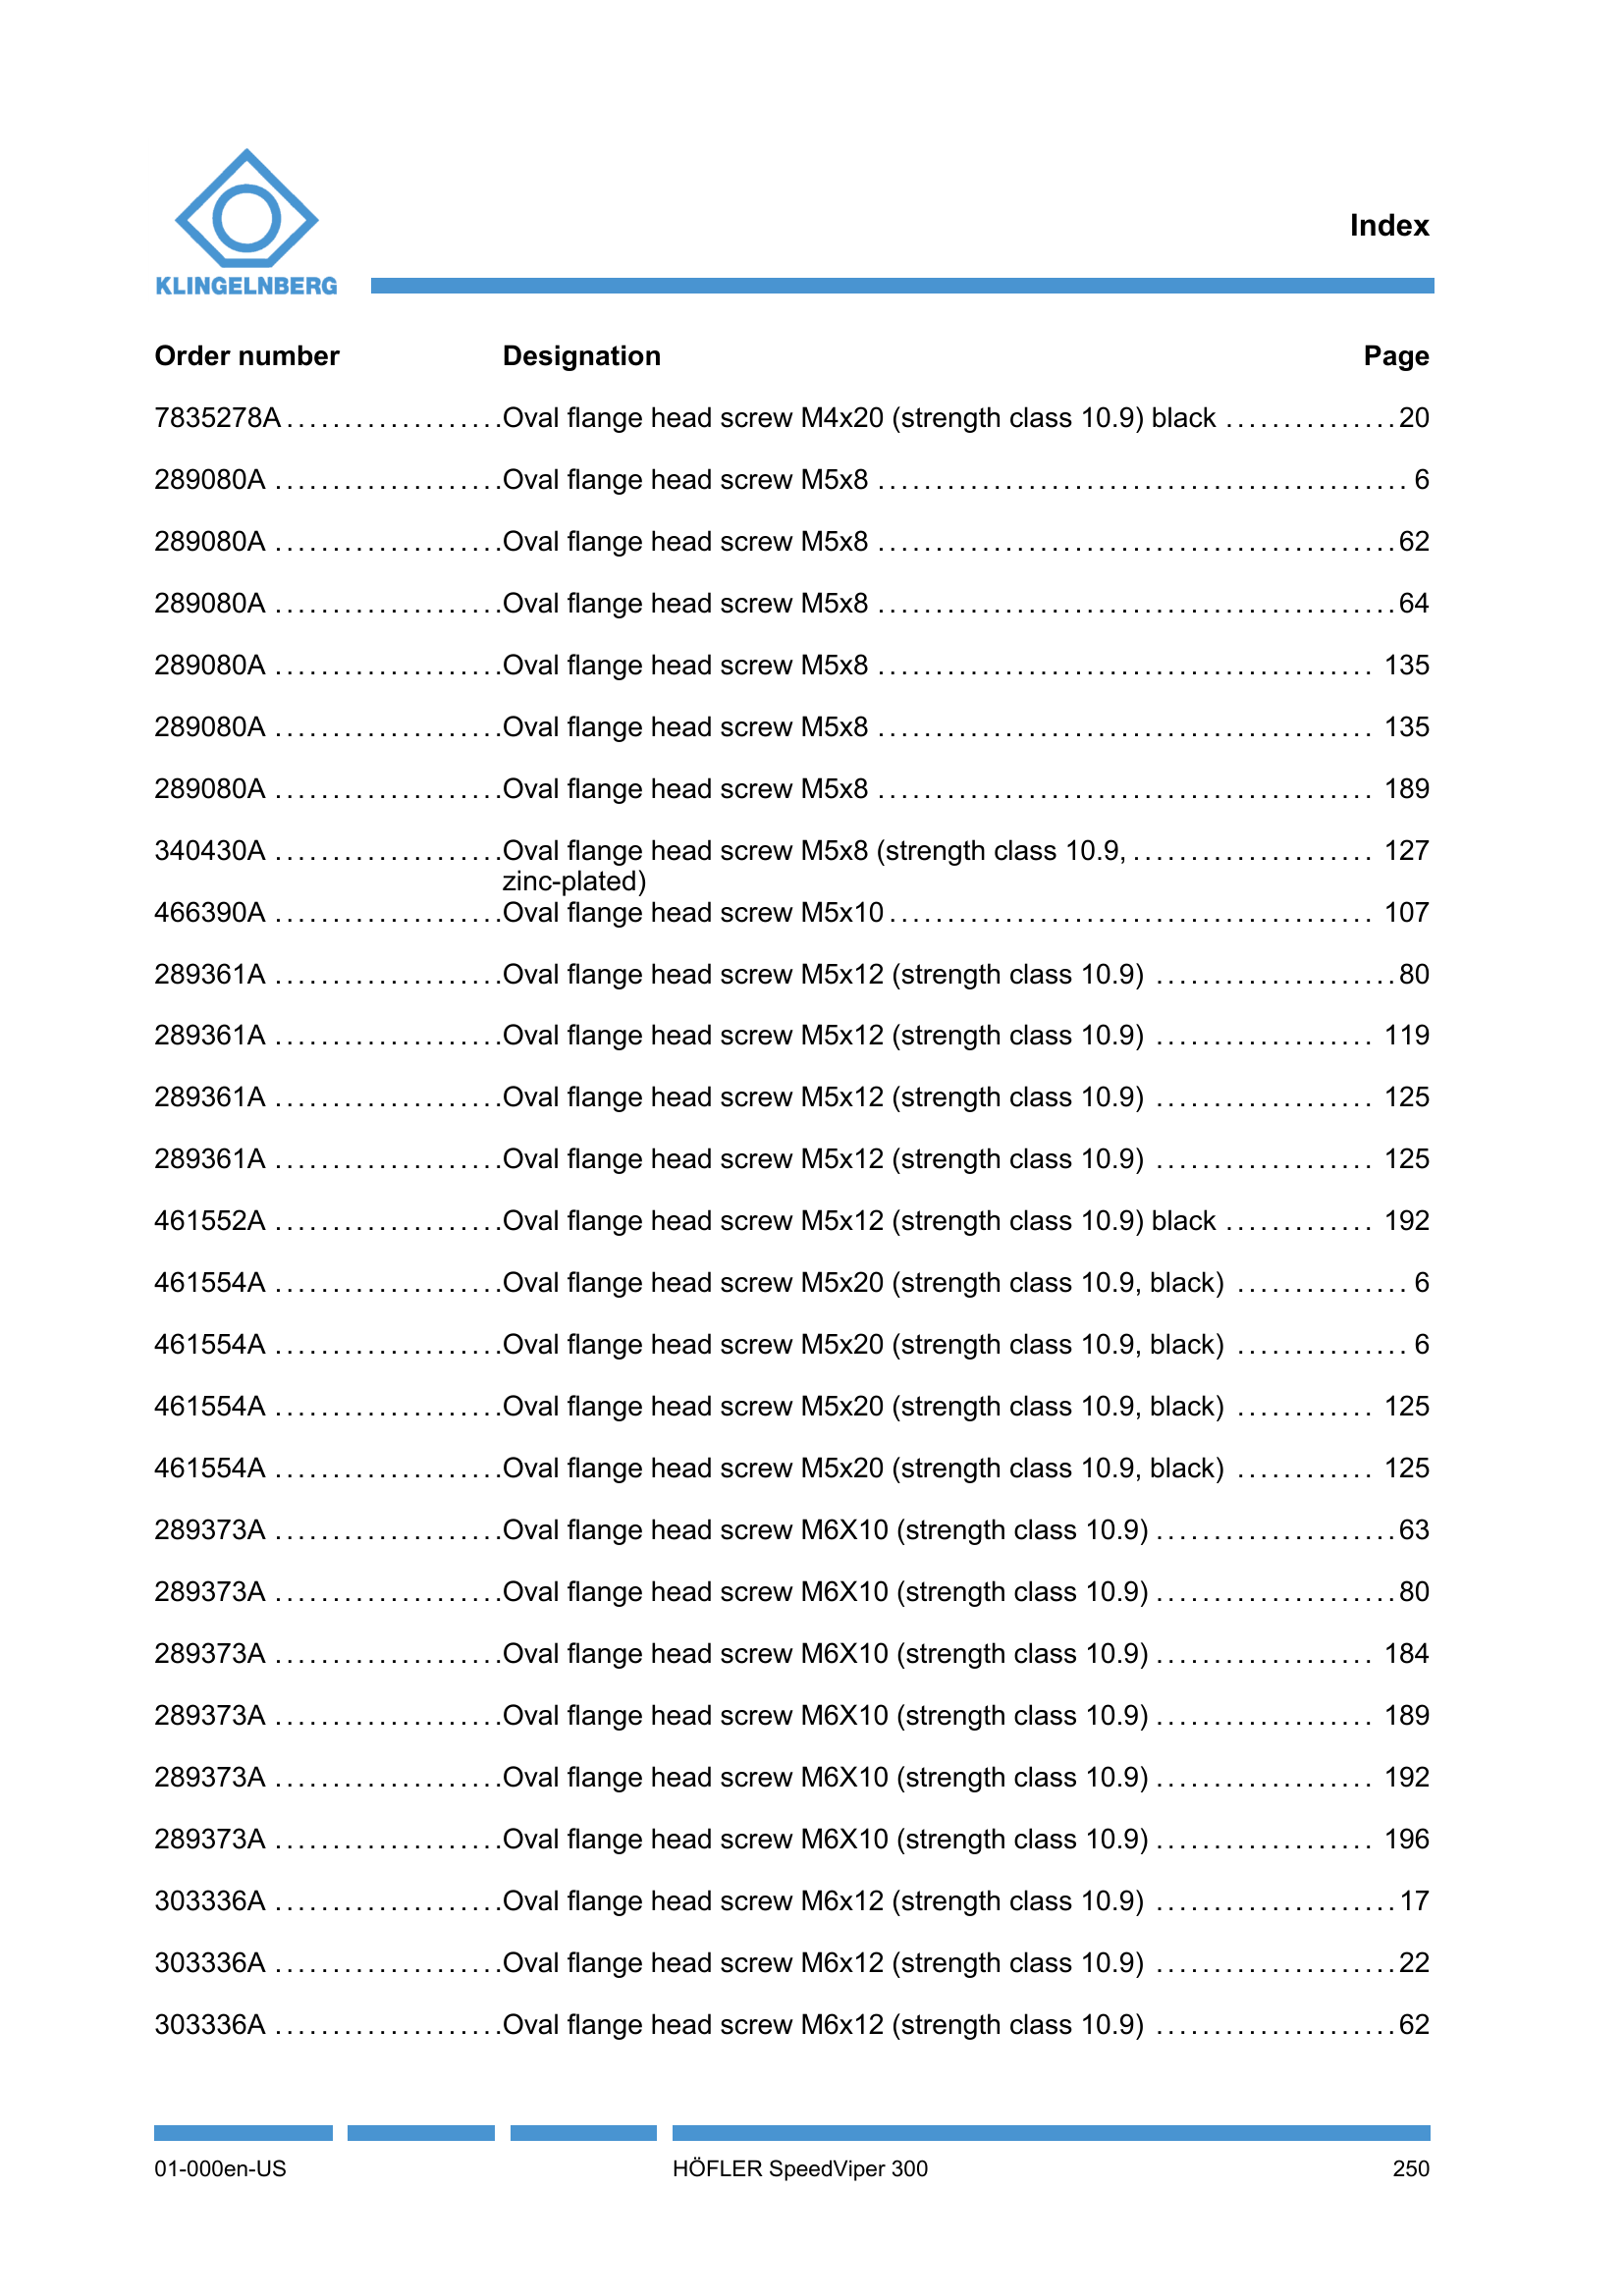 KLINGELNBERG
Index
Order number Designation Page
7835278A ................... Oval flange head screw M4x20 (strength class 10.9) black ............... 20
289080A .................... Oval flange head screw M5x8 .............................................. 6
289080A .................... Oval flange head screw M5x8 ............................................. 62
289080A .................... Oval flange head screw M5x8 ............................................. 64
289080A .................... Oval flange head screw M5x8 ........................................... 135
289080A .................... Oval flange head screw M5x8 ........................................... 135
289080A .................... Oval flange head screw M5x8 ........................................... 189
340430A .................... Oval flange head screw M5x8 (strength class 10.9, ..................... 127
zinc-plated)
466390A .................... Oval flange head screw M5x10 .......................................... 107
289361A .................... Oval flange head screw M5x12 (strength class 10.9) ..................... 80
289361A .................... Oval flange head screw M5x12 (strength class 10.9) ................... 119
289361A .................... Oval flange head screw M5x12 (strength class 10.9) ................... 125
289361A .................... Oval flange head screw M5x12 (strength class 10.9) ................... 125
461552A .................... Oval flange head screw M5x12 (strength class 10.9) black ............. 192
461554A .................... Oval flange head screw M5x20 (strength class 10.9, black) ............... 6
461554A .................... Oval flange head screw M5x20 (strength class 10.9, black) ............... 6
461554A .................... Oval flange head screw M5x20 (strength class 10.9, black) ............ 125
461554A .................... Oval flange head screw M5x20 (strength class 10.9, black) ............ 125
289373A .................... Oval flange head screw M6X10 (strength class 10.9) ..................... 63
289373A .................... Oval flange head screw M6X10 (strength class 10.9) ..................... 80
289373A .................... Oval flange head screw M6X10 (strength class 10.9) ................... 184
289373A .................... Oval flange head screw M6X10 (strength class 10.9) ................... 189
289373A .................... Oval flange head screw M6X10 (strength class 10.9) ................... 192
289373A .................... Oval flange head screw M6X10 (strength class 10.9) ................... 196
303336A .................... Oval flange head screw M6x12 (strength class 10.9) ..................... 17
303336A .................... Oval flange head screw M6x12 (strength class 10.9) ..................... 22
303336A .................... Oval flange head screw M6x12 (strength class 10.9) ..................... 62
01-000en-US HÖFLER SpeedViper 300 250